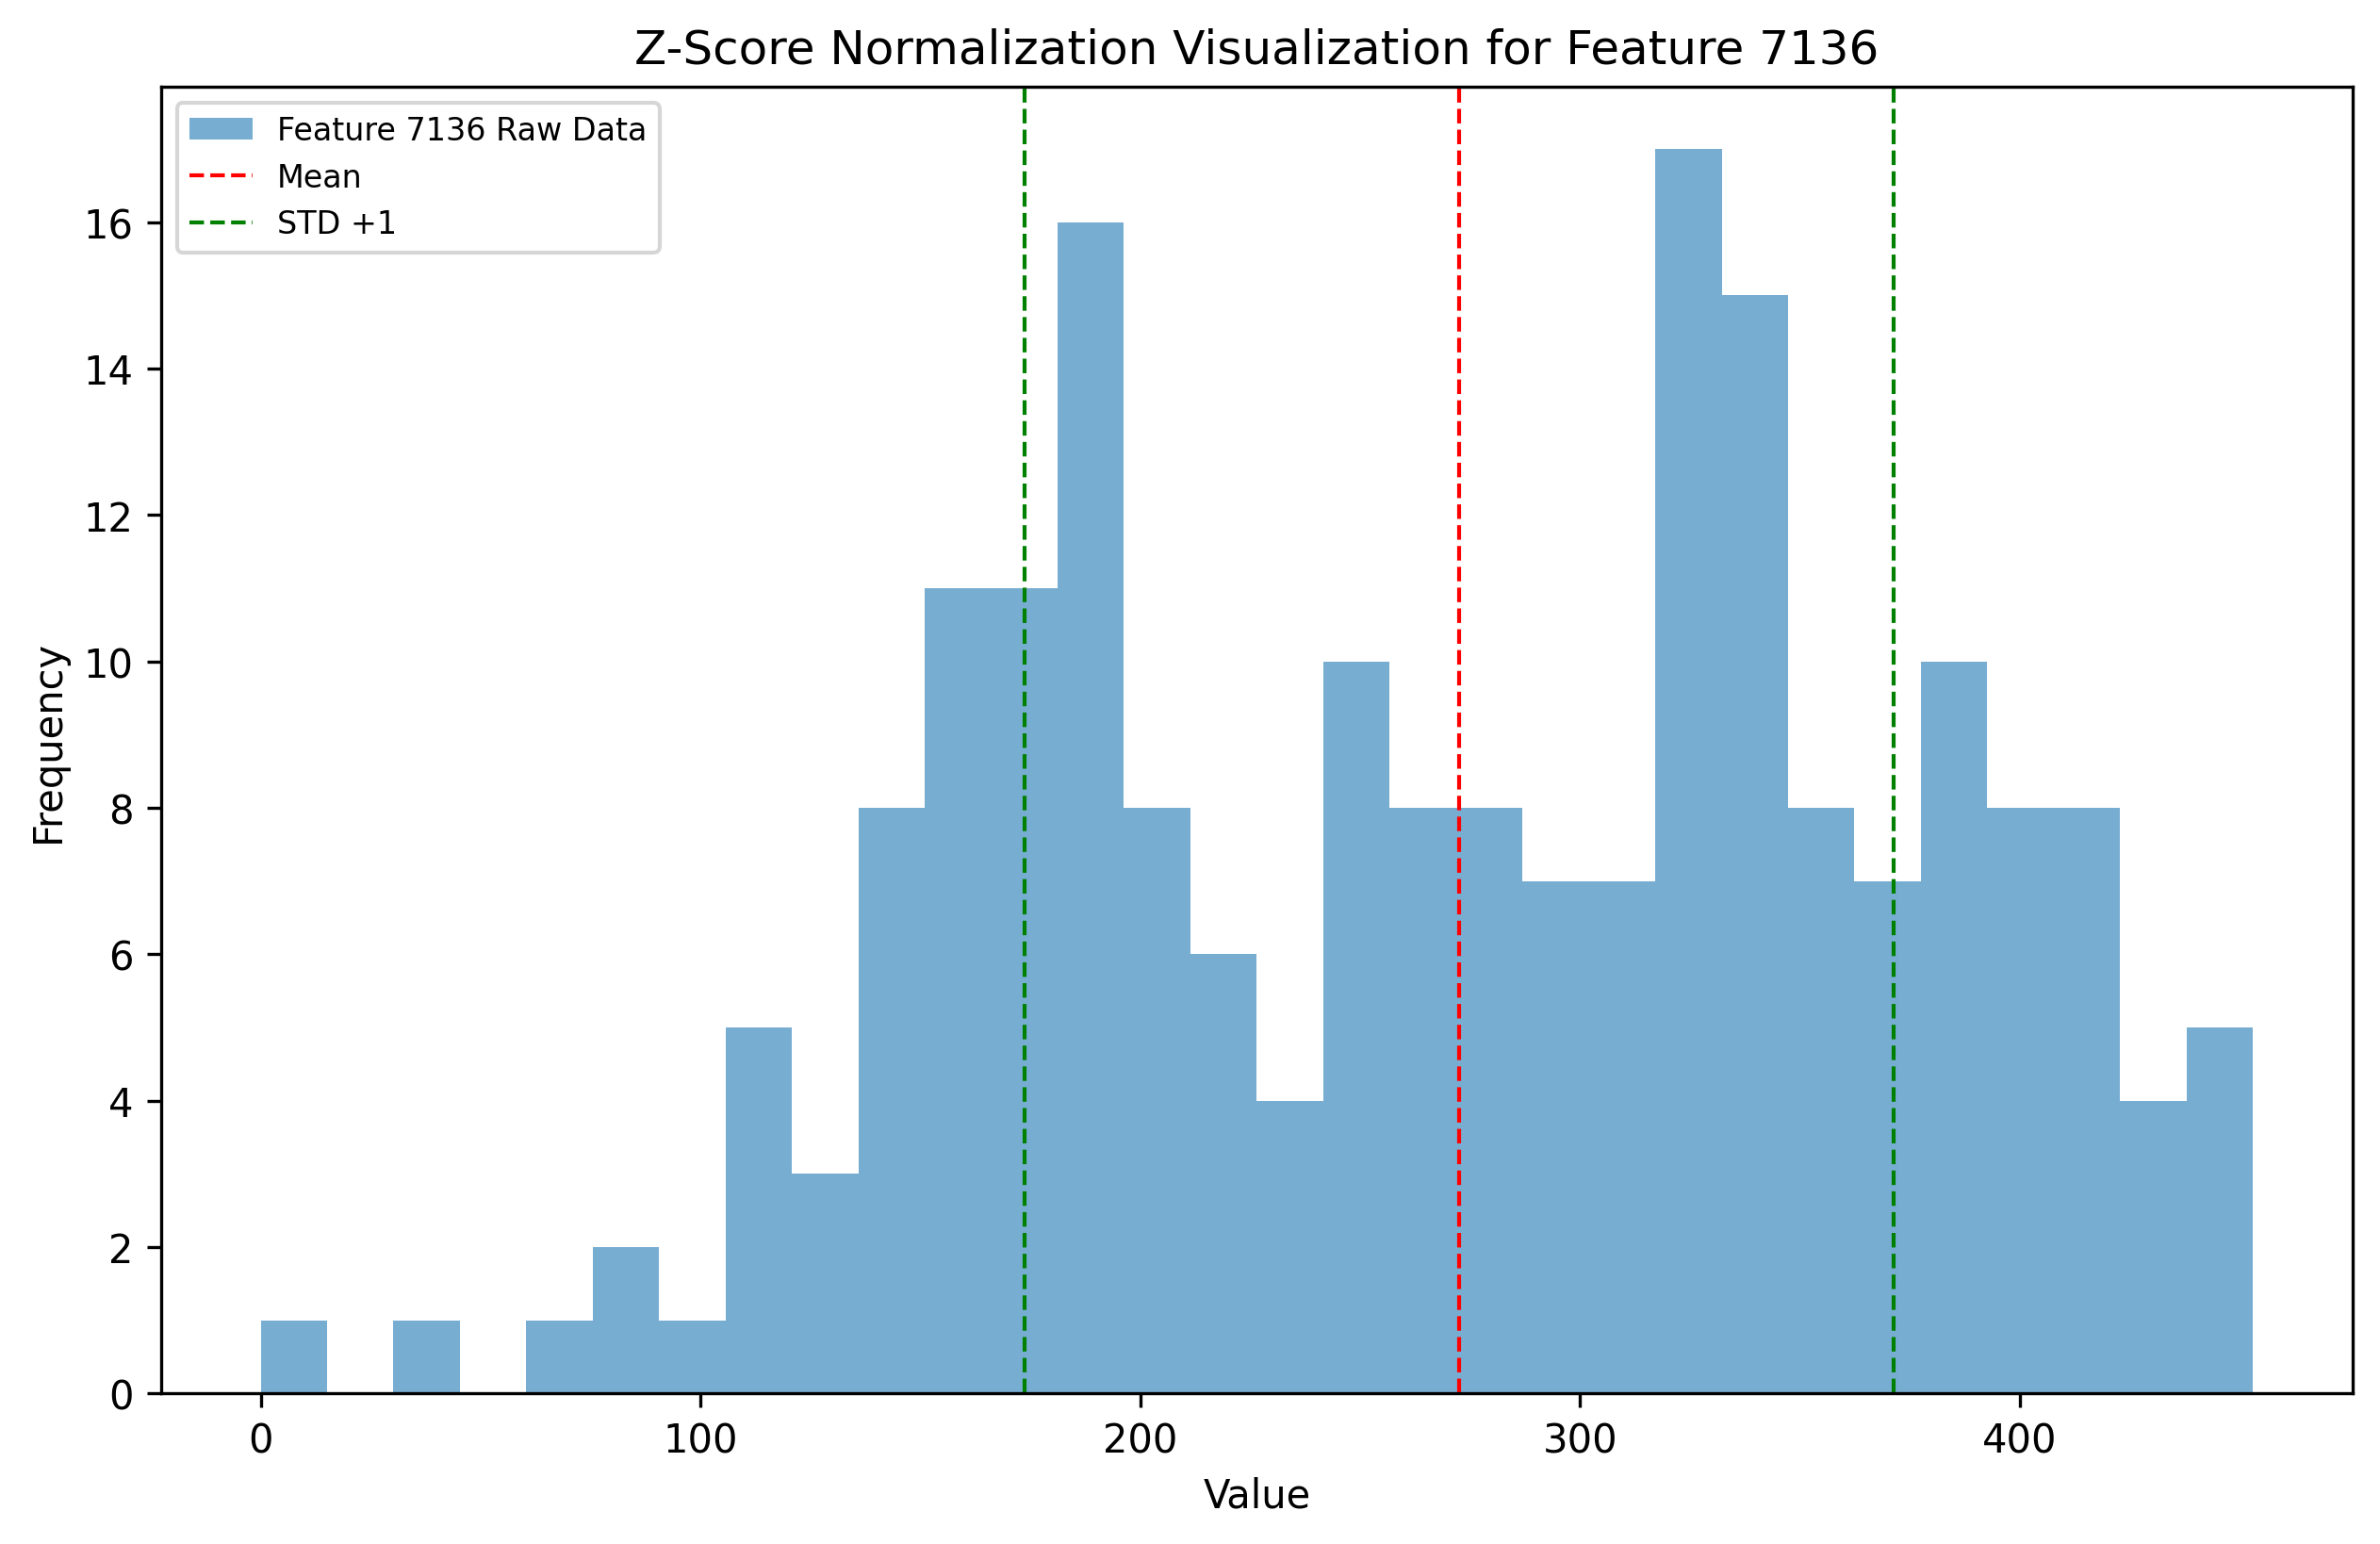 Z-Score Normalization Visualization for Feature 7136
Feature 7136 Raw Data
Mean
STD +1
16
14
12
10
8
6
4
2
0
Frequency
0 100 200 300 400
Value